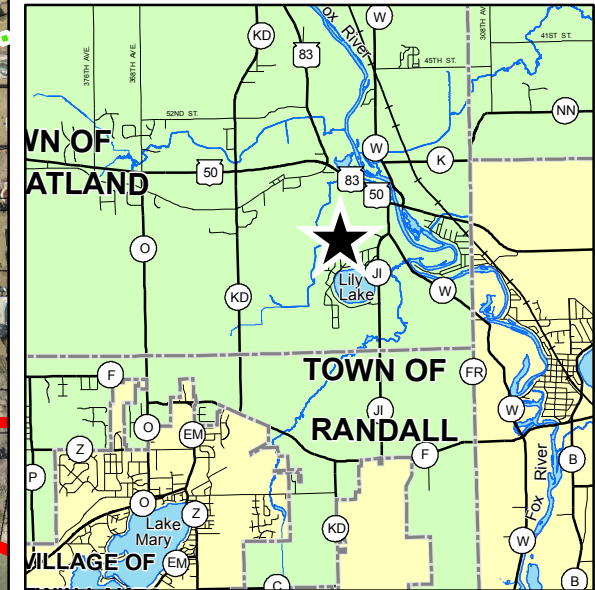 W
308TH AVE.
Fox River
KD
83
376TH AVE.
368TH AVE.
41ST ST.
45TH ST.
52ND ST.
NN
WN OF
ATLAND
W
K
50
83
50
O
JI
Lily
Lake
KD
W
TOWN OF
RANDALL
F
FR
O
EM
JI
W
Z
F
B
P
Fox River
O
Z
Lake
Mary
KD
W
VILLAGE OF
EM
C
B